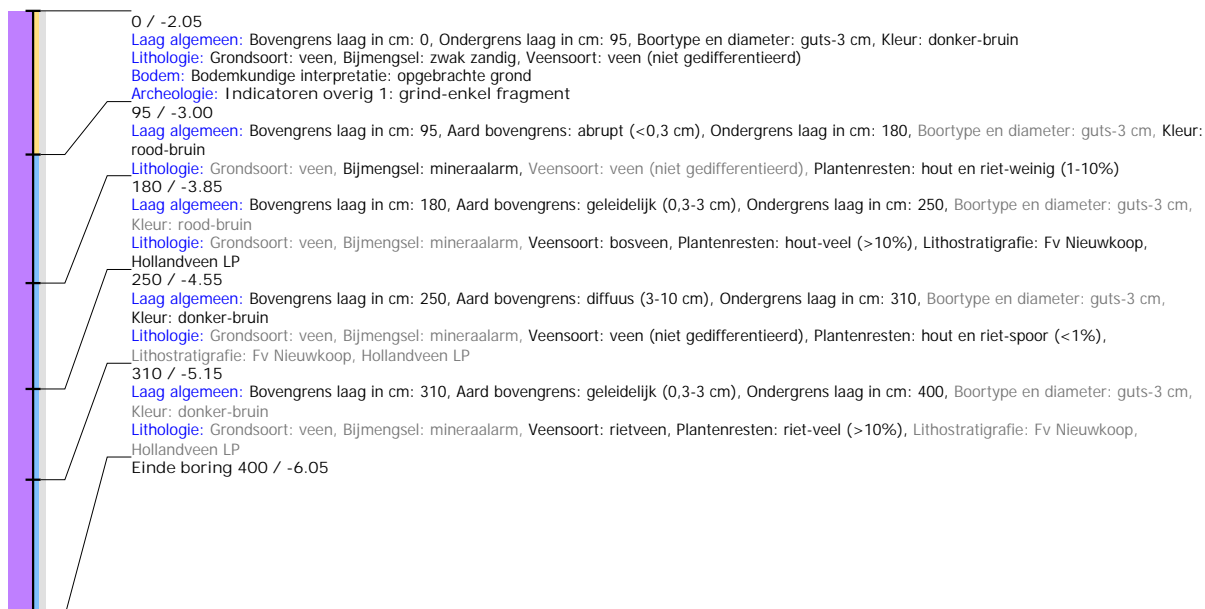 0 / -2.05
Laag algemeen: Bovengrens laag in cm: 0, Ondergrens laag in cm: 95, Boortype en diameter: guts-3 cm, Kleur: donker-bruin
Lithologie: Grondsoort: veen, Bijmengsel: zwak zandig, Veensoort: veen (niet gedifferentieerd)
Bodem: Bodemkundige interpretatie: opgebrachte grond
Archeologie: Indicatoren overig 1: grind-enkel fragment
95 / -3.00
Laag algemeen: Bovengrens laag in cm: 95, Aard bovengrens: abrupt (<0,3 cm), Ondergrens laag in cm: 180, Boortype en diameter: guts-3 cm, Kleur:
rood-bruin
Lithologie: Grondsoort: veen, Bijmengsel: mineraalarm, Veensoort: veen (niet gedifferentieerd), Plantenresten: hout en riet-weinig (1-10%)
180 / -3.85
Laag algemeen: Bovengrens laag in cm: 180, Aard bovengrens: geleidelijk (0,3-3 cm), Ondergrens laag in cm: 250, Boortype en diameter: guts-3 cm,
Kleur: rood-bruin
Lithologie: Grondsoort: veen, Bijmengsel: mineraalarm, Veensoort: bosveen, Plantenresten: hout-veel (>10%), Lithostratigrafie: Fv Nieuwkoop,
Hollandveen LP
250 / -4.55
Laag algemeen: Bovengrens laag in cm: 250, Aard bovengrens: diffuus (3-10 cm), Ondergrens laag in cm: 310, Boortype en diameter: guts-3 cm,
Kleur: donker-bruin
Lithologie: Grondsoort: veen, Bijmengsel: mineraalarm, Veensoort: veen (niet gedifferentieerd), Plantenresten: hout en riet-spoor (<1%),
Lithostratigrafie: Fv Nieuwkoop, Hollandveen LP
310 / -5.15
Laag algemeen: Bovengrens laag in cm: 310, Aard bovengrens: geleidelijk (0,3-3 cm), Ondergrens laag in cm: 400, Boortype en diameter: guts-3 cm,
Kleur: donker-bruin
Lithologie: Grondsoort: veen, Bijmengsel: mineraalarm, Veensoort: rietveen, Plantenresten: riet-veel (>10%), Lithostratigrafie: Fv Nieuwkoop,
Hollandveen LP
Einde boring 400 / -6.05